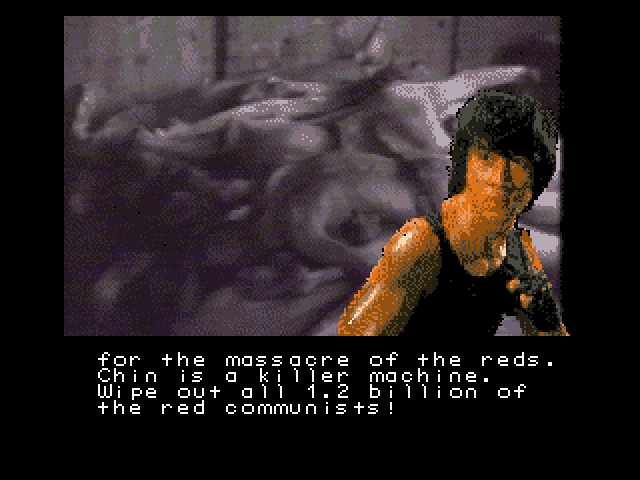 for the massacre of the reds.
Chin is a killer machine.
Wipe out all 1.2 billion of
the red communists!